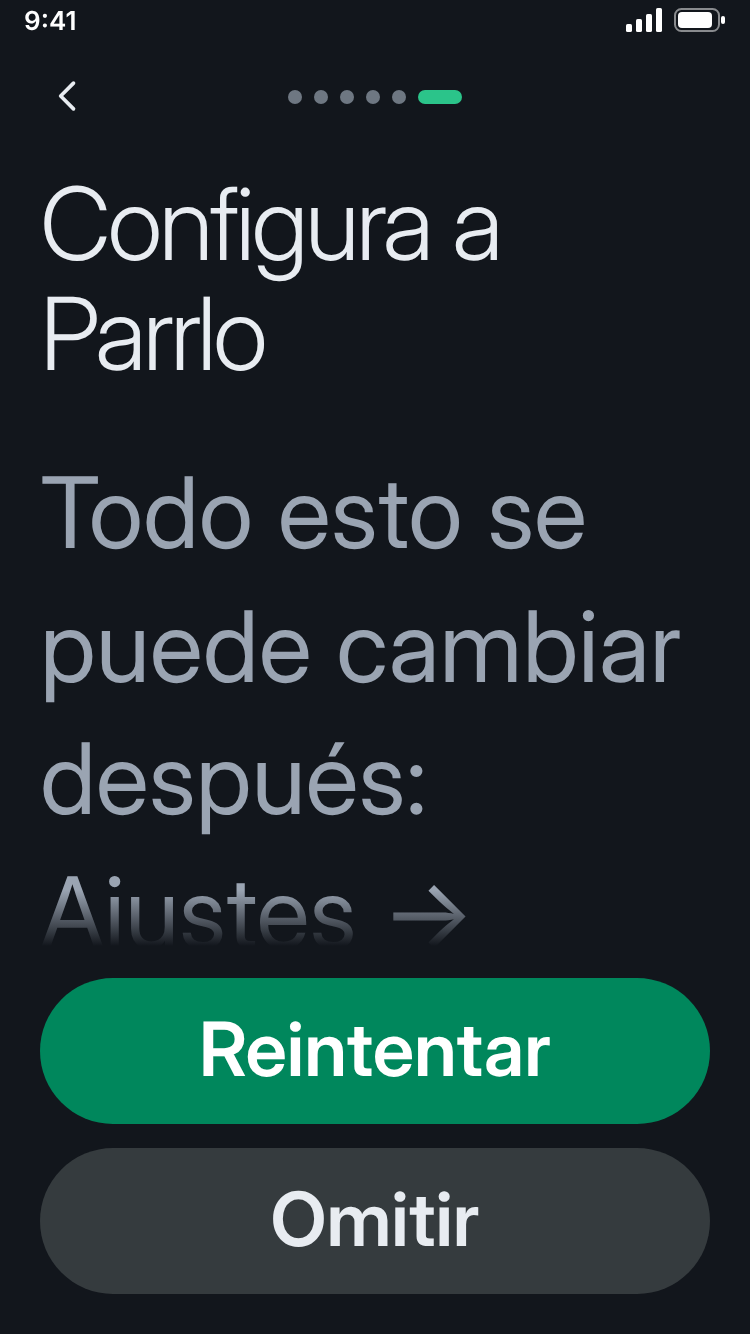 9:41
Configura a
Parrlo
Todo esto se
puede cambiar
después:
Ajustes →
Reintentar
Omitir